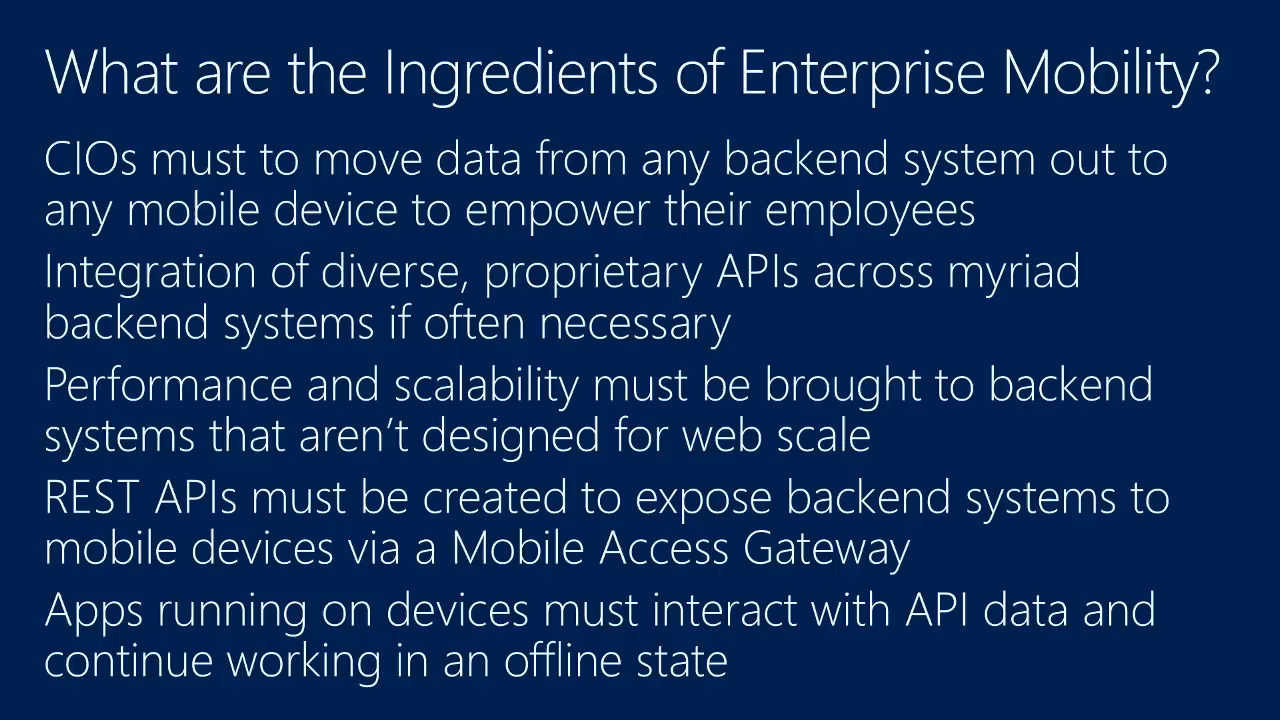 What are the Ingredients of Enterprise Mobility?
CIOs must to move data from any backend system out to
any mobile device to empower their employees
Integration of diverse, proprietary APIs across myriad
backend systems if often necessary
Performance and scalability must be brought to backend
systems that aren’t designed for web scale
REST APIs must be created to expose backend systems to
mobile devices via a Mobile Access Gateway
Apps running on devices must interact with API data and
continue working in an offline state